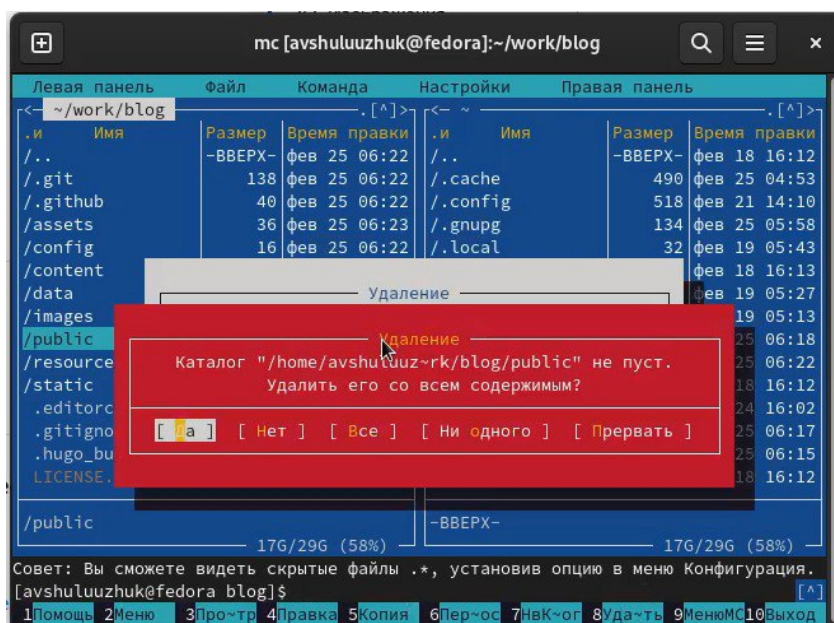 mc [avshuluuzhuk@fedora]:~/work/blog
Левая панель Файл Команда Настройки Правая панель
<— ~/work/blog .[^]> <— ~ .[^]>
.и Имя Размер Время правки .и Имя Размер Время правки
/.. -ВВЕРХ- фев 25 06:22 /.. -ВВЕРХ- фев 18 16:12
/.git 138 фев 25 06:22 /.cache 490 фев 25 04:53
/.github 40 фев 25 06:22 /.config 518 фев 21 14:10
/assets 36 фев 25 06:23 /.gnupg 134 фев 25 05:58
/config 16 фев 25 06:22 /.local 32 фев 19 05:43
/content фев 18 16:13
/data Удаление фев 19 05:27
/images 19 05:13
/public Удаление 25 06:18
/resource Каталог "/home/avshuluuz~rk/blog/public" не пуст. 25 06:22
/static Удалить его со всем содержимым? 18 16:12
.editorc 24 16:02
.gitigno [ Да ] [ Нет ] [ Все ] [ Ни одного ] [ Прервать ] 25 06:17
.hugo_bu 25 06:15
LICENSE. 18 16:12
/public -ВВЕРХ-
17G/29G (58%) 17G/29G (58%)
Совет: Вы сможете видеть скрытые файлы .*, установив опцию в меню Конфигурация.
[avshuluuzhuk@fedora blog]$ [^]
1Помощь 2Меню 3Про~тр 4Правка 5Копия 6Пер~ос 7НвК~ог 8Уда~ть 9МенюMC 10Выход